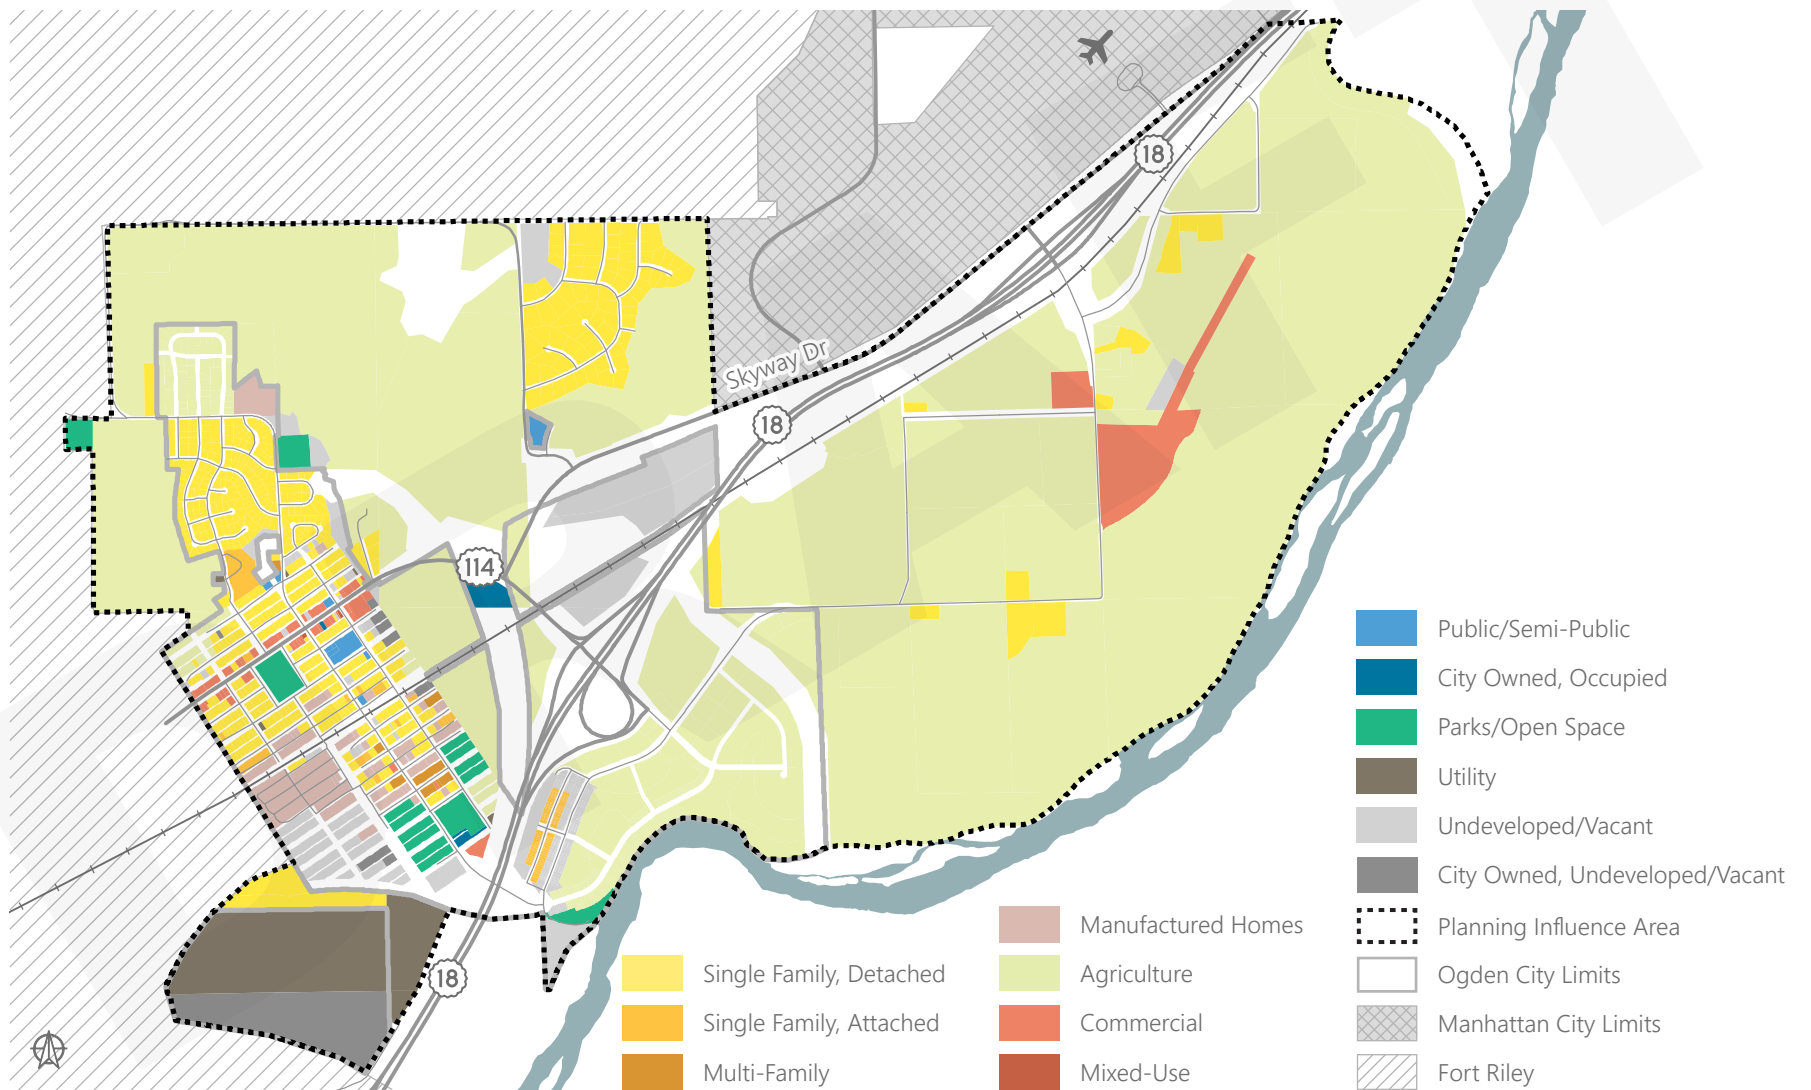 18
Skyway Dr
18
114
18
Public/Semi-Public
City Owned, Occupied
Parks/Open Space
Utility
Undeveloped/Vacant
City Owned, Undeveloped/Vacant
Planning Influence Area
Ogden City Limits
Manhattan City Limits
Fort Riley
Manufactured Homes
Agriculture
Commercial
Mixed-Use
Single Family, Detached
Single Family, Attached
Multi-Family